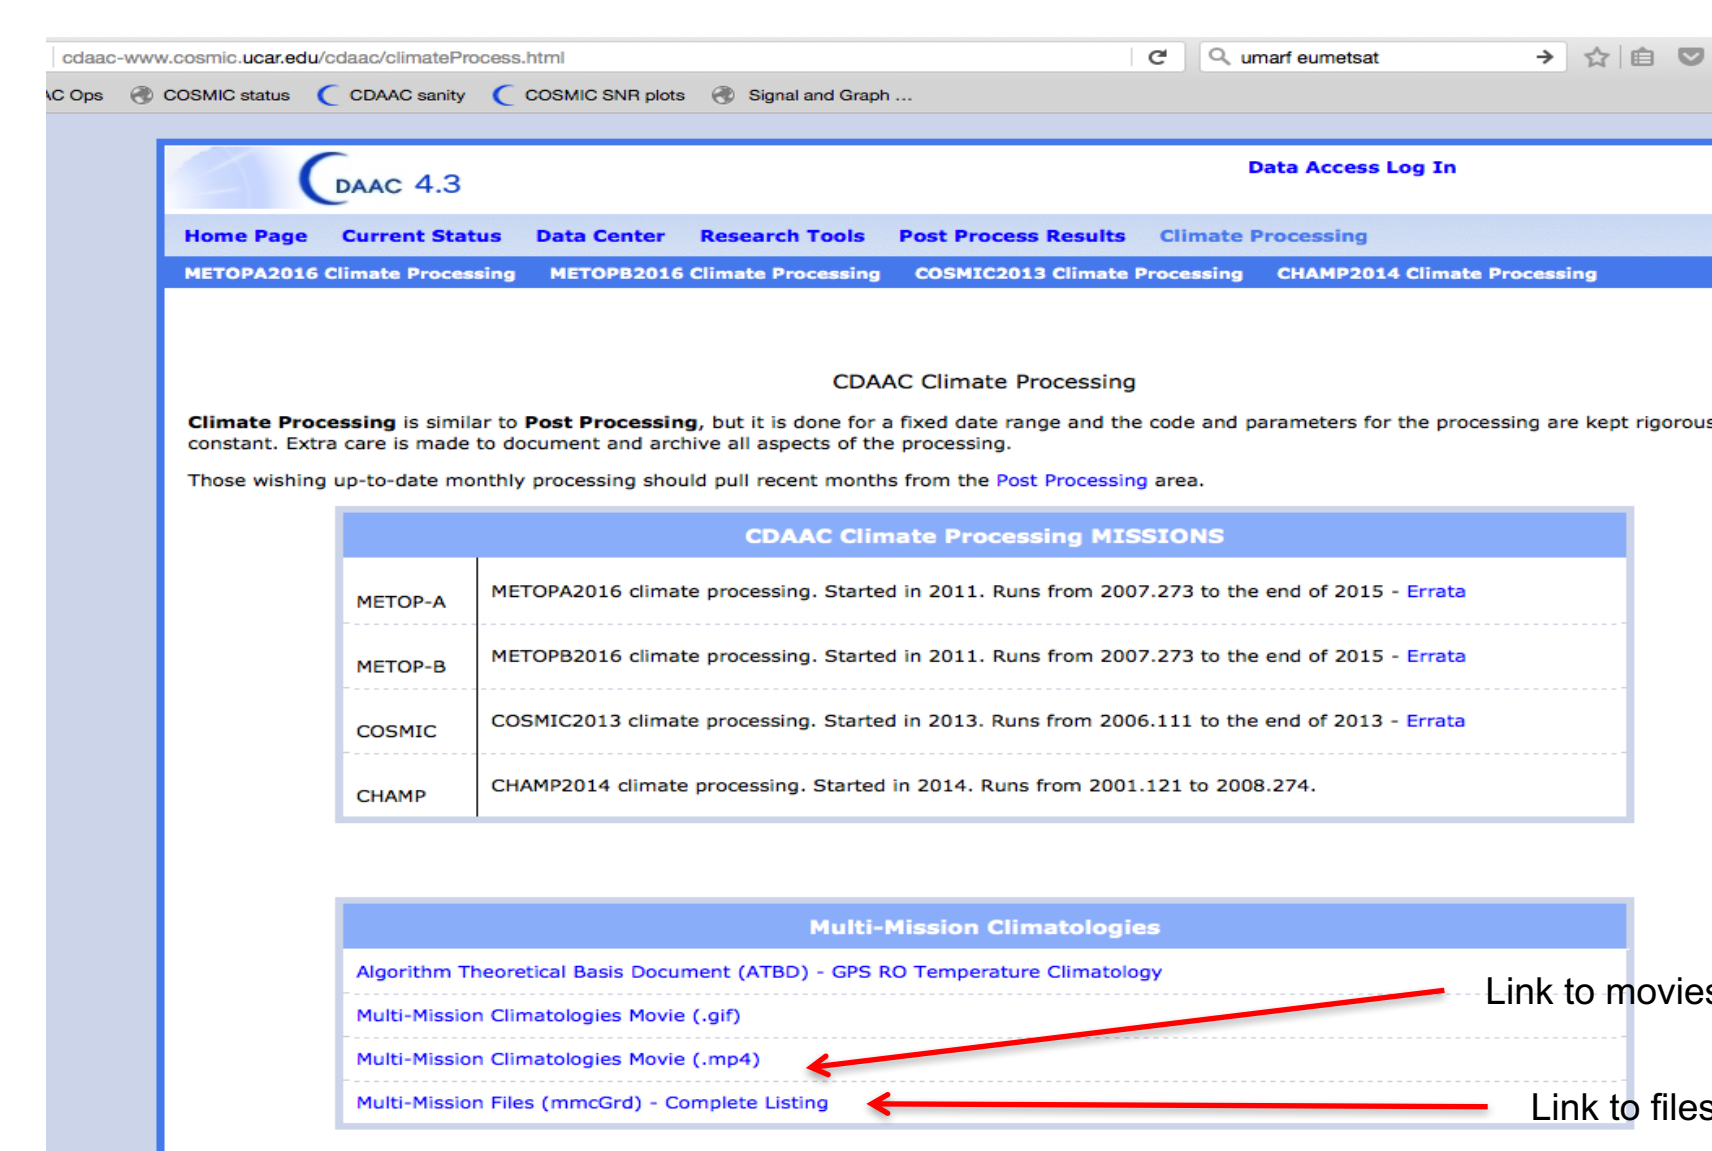 cdaac-www.cosmic.ucar.edu/cdaac/climateProcess.html umarf eumetsat
AC Ops COSMIC status CDAAC sanity COSMIC SNR plots Signal and Graph ...
CDAAC 4.3 Data Access Log In
Home Page Current Status Data Center Research Tools Post Process Results Climate Processing
METOPA2016 Climate Processing METOPB2016 Climate Processing COSMIC2013 Climate Processing CHAMP2014 Climate Processing
CDAAC Climate Processing
Climate Processing is similar to Post Processing, but it is done for a fixed date range and the code and parameters for the processing are kept rigorous
constant. Extra care is made to document and archive all aspects of the processing.
Those wishing up-to-date monthly processing should pull recent months from the Post Processing area.
CDAAC Climate Processing MISSIONS
METOP-A METOPA2016 climate processing. Started in 2011. Runs from 2007.273 to the end of 2015 - Errata
METOP-B METOPB2016 climate processing. Started in 2011. Runs from 2007.273 to the end of 2015 - Errata
COSMIC COSMIC2013 climate processing. Started in 2013. Runs from 2006.111 to the end of 2013 - Errata
CHAMP CHAMP2014 climate processing. Started in 2014. Runs from 2001.121 to 2008.274.
Multi-Mission Climatologies
Algorithm Theoretical Basis Document (ATBD) - GPS RO Temperature Climatology
Link to movies
Multi-Mission Climatologies Movie (.gif)
Multi-Mission Climatologies Movie (.mp4)
Multi-Mission Files (mmcGrd) - Complete Listing Link to files